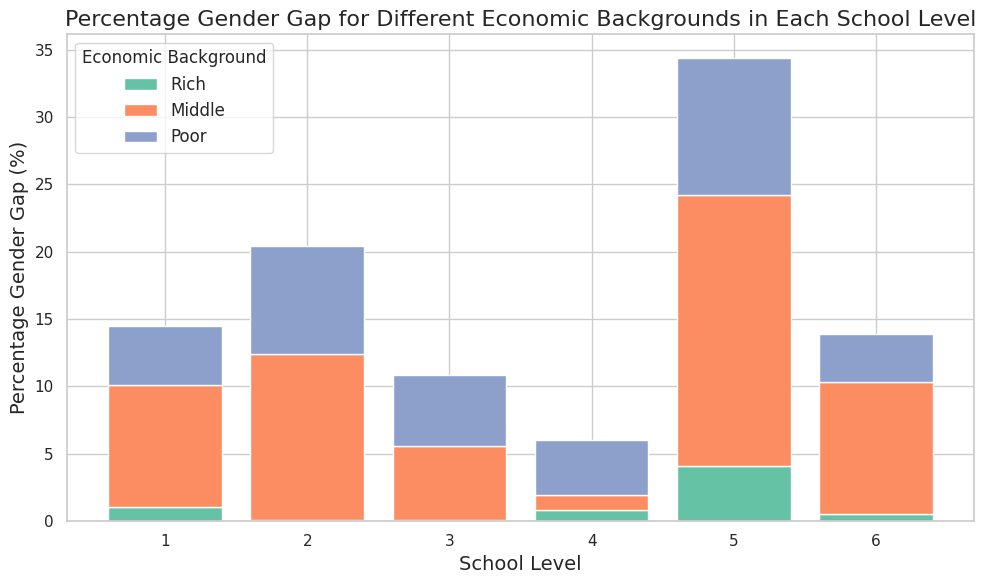 Percentage Gender Gap for Different Economic Backgrounds in Each School Level
Economic Background
Rich
Middle
Poor
Percentage Gender Gap (%)
35
30
25
20
15
10
5
0
1 2 3 4 5 6
School Level